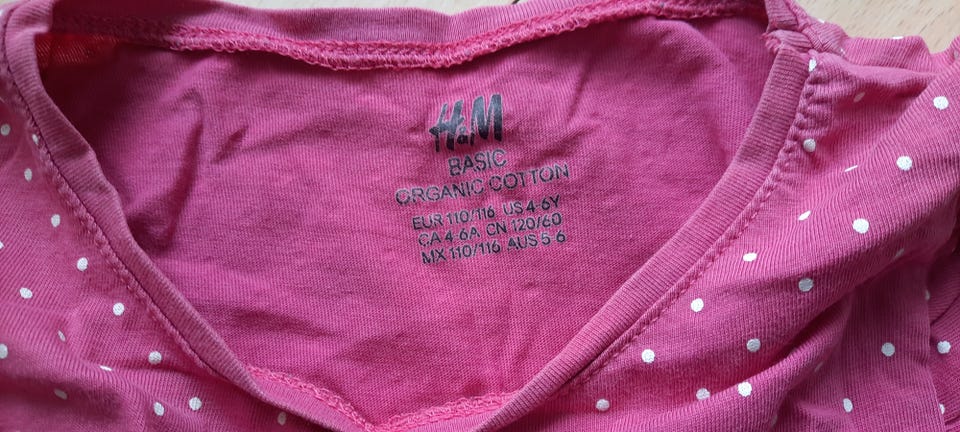 H&M
BASIC
ORGANIC COTTON
EUR 110/116 US 4-6Y
CA 4-6A CN 120/60
MX 110/116 AUS 5-6